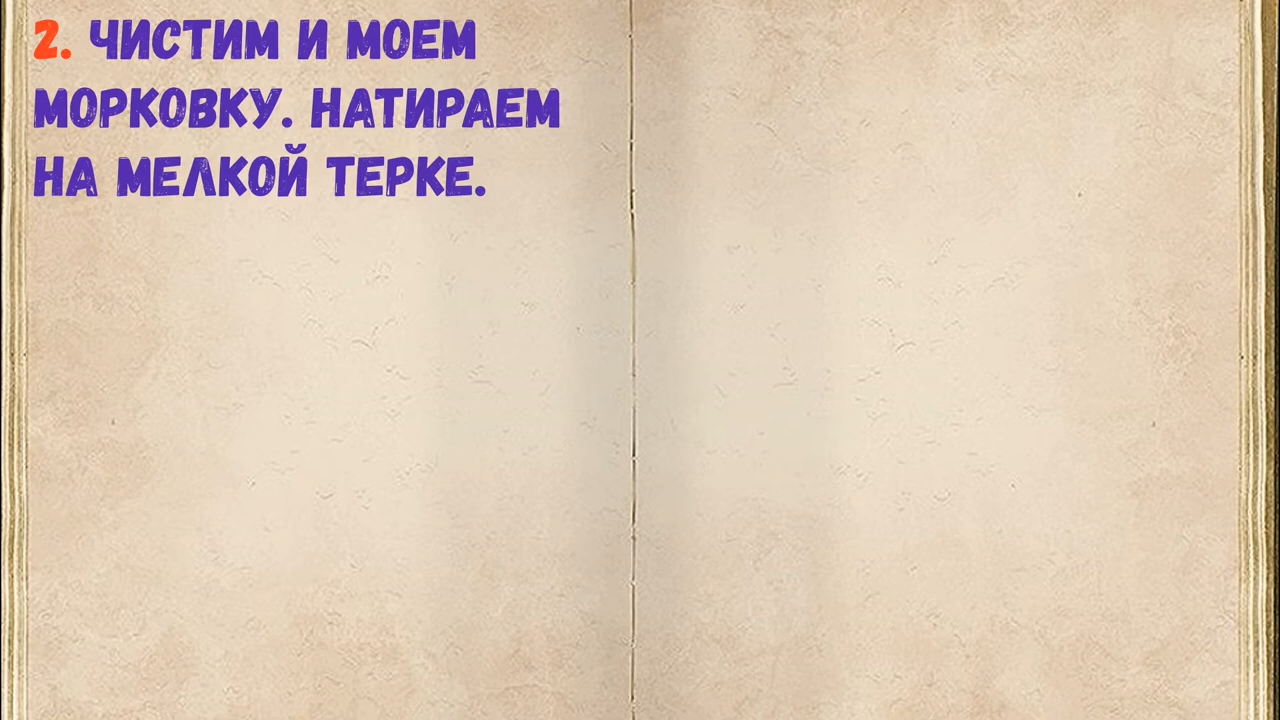 2. ЧИСТИМ И МОЕМ
МОРКОВКУ. НАТИРАЕМ
НА МЕЛКОЙ ТЕРКЕ.